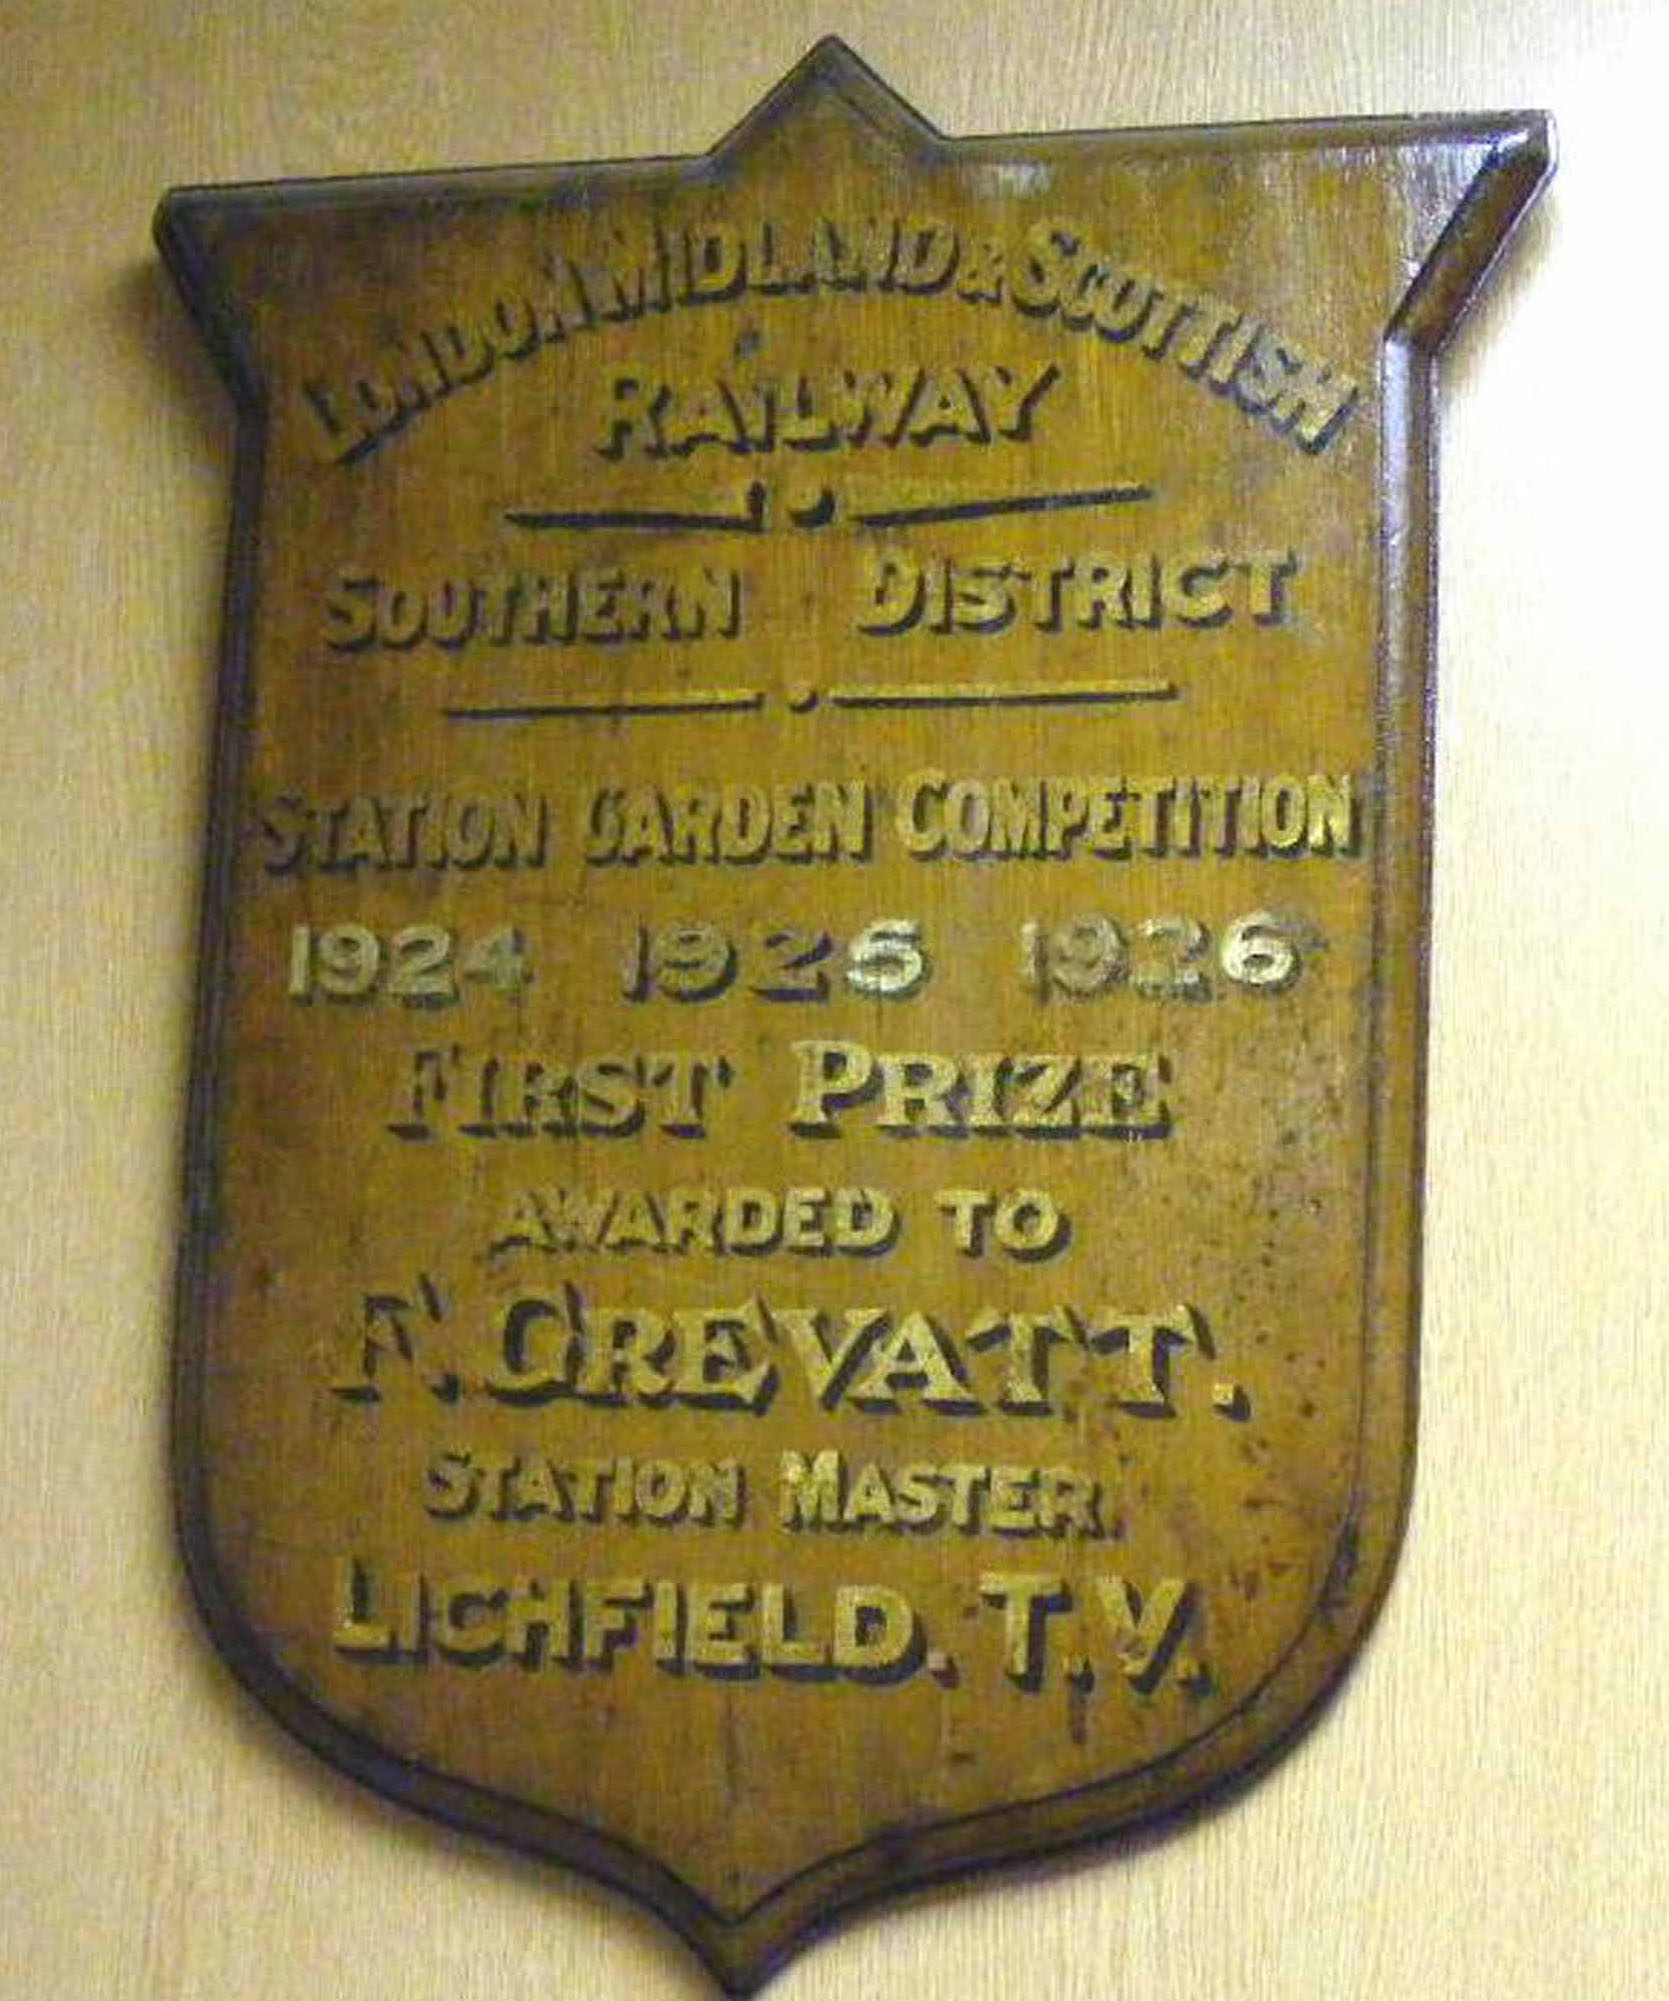 LONDON MIDLAND & SCOTTISH
RAILWAY
SOUTHERN DISTRICT
STATION GARDEN COMPETITION
1924 1925 1926
FIRST PRIZE
AWARDED TO
F. CREVATT.
STATION MASTER.
LICHFIELD. T.V.